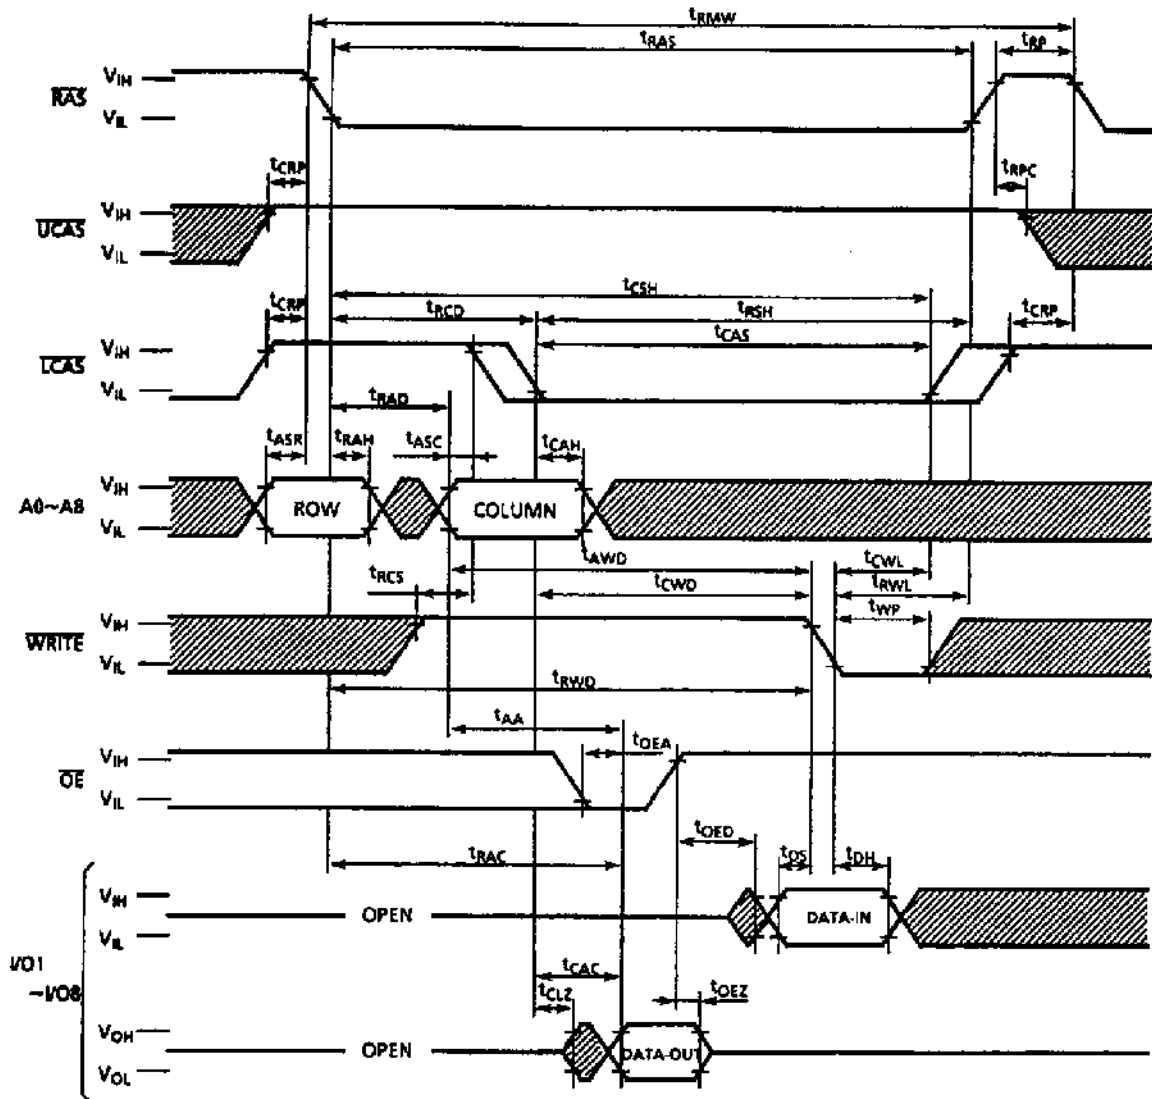 tRMW
tRAS
tRP
VIH
RAS
VIL
tCRP
tRPC
VIH
UCAS
VIL
tCSH
tCRP
tRCD
tRSH
tCRP
tCAS
VIH
LCAS
VIL
tRAD
tASR
tRAH
tASC
tCAH
VIH
A0~A8
ROW
COLUMN
VIL
tAWD
tCWL
tRCS
tCWD
tRWL
tWP
VIH
WRITE
VIL
tRWD
tAA
tOEA
VIH
OE
VIL
tOED
tRAC
tDS
tDH
VIH
OPEN
DATA-IN
VIL
I/O1
~I/O8
tCAC
tCLZ
tOEZ
VOH
OPEN
DATA-OUT
VOL